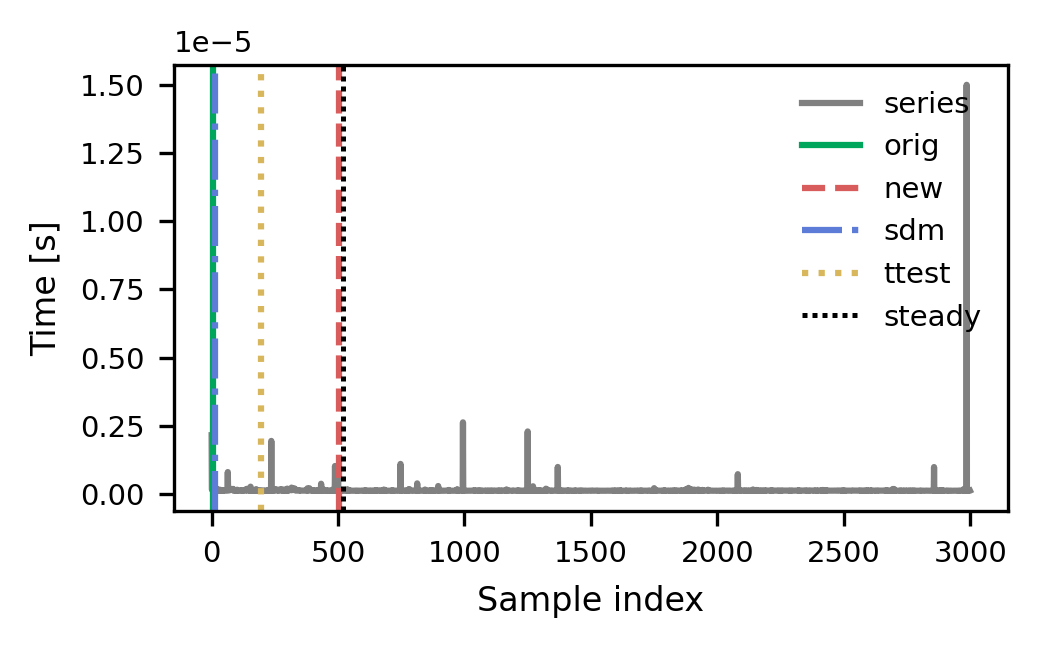 1e−5
1.50
1.25
1.00
0.75
0.50
0.25
0.00
Time [s]
series
orig
new
sdm
ttest
steady
0 500 1000 1500 2000 2500 3000
Sample index